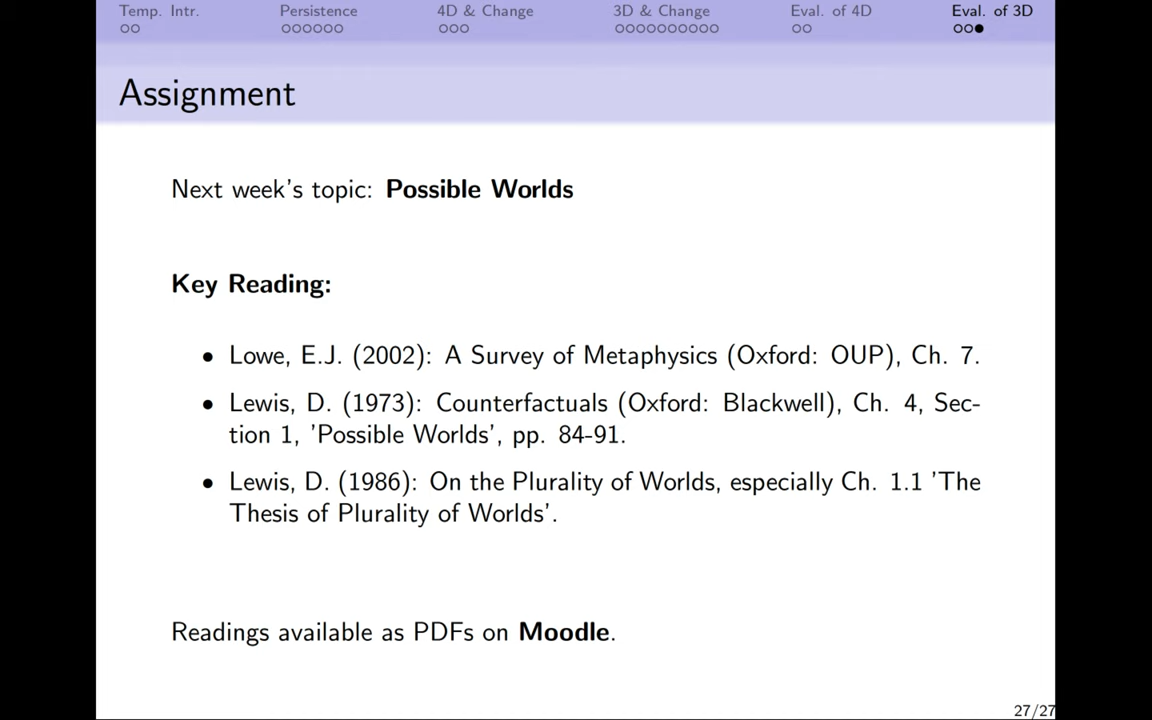 Temp. Intr. Persistence 4D & Change 3D & Change Eval. of 4D Eval. of 3D
Assignment
Next week's topic: Possible Worlds
Key Reading:
• Lowe, E.J. (2002): A Survey of Metaphysics (Oxford: OUP), Ch. 7.
• Lewis, D. (1973): Counterfactuals (Oxford: Blackwell), Ch. 4, Sec-
tion 1, 'Possible Worlds', pp. 84-91.
• Lewis, D. (1986): On the Plurality of Worlds, especially Ch. 1.1 'The
Thesis of Plurality of Worlds'.
Readings available as PDFs on Moodle.
27/27